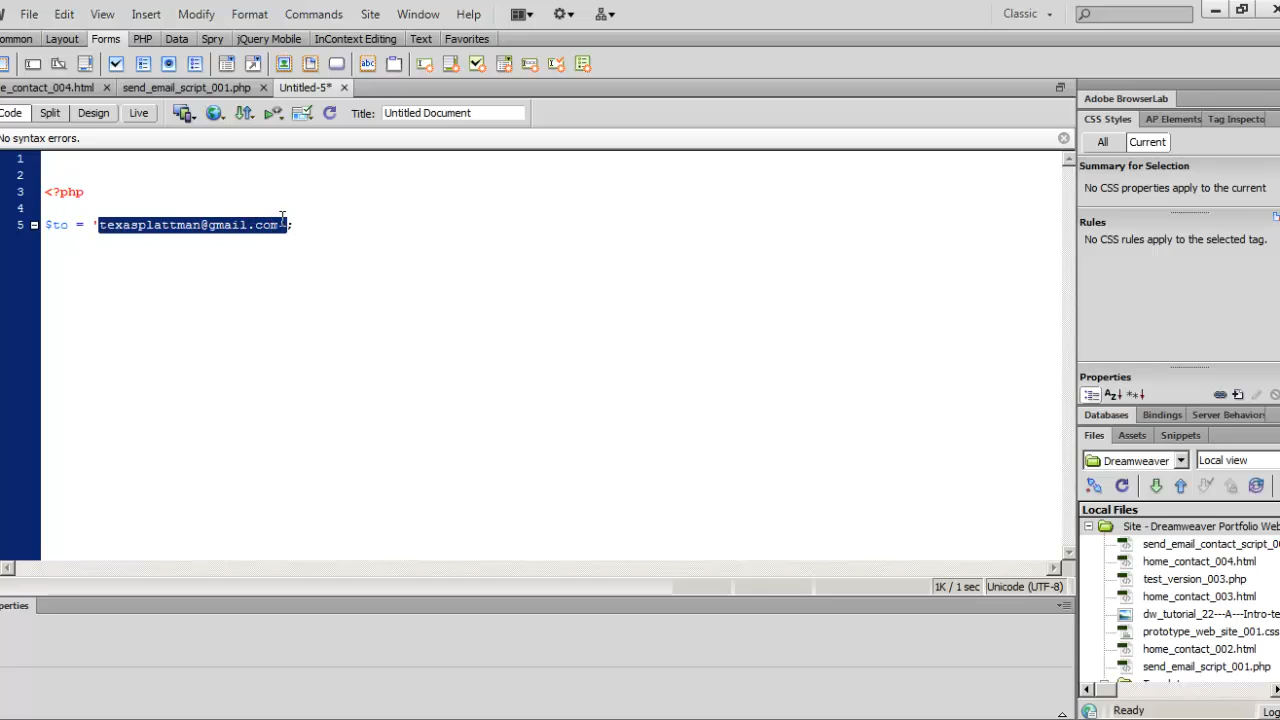 File Edit View Insert Modify Format Commands Site Window Help Classic
Layout Forms PHP Data Spry jQuery Mobile InContext Editing Text Favorites
abc
e_contact_004.html send_email_script_001.php Untitled-5*
Code Split Design Live Title: Untitled Document
No syntax errors.
1
2
3 <?php
4
5 $to = 'texasplattman@gmail.com';
1K / 1 sec Unicode (UTF-8)
operties
Adobe BrowserLab
CSS Styles AP Elements Tag Inspecto
All Current
Summary for Selection
No CSS properties apply to the current s
Rules
No CSS rules apply to the selected tag.
Properties
Databases Bindings Server Behaviors
Files Assets Snippets
Dreamweaver Local view
Local Files
Site - Dreamweaver Portfolio Web
send_email_contact_script_00
home_contact_004.html
test_version_003.php
home_contact_003.html
dw_tutorial_22---A---Intro-te
prototype_web_site_001.css
home_contact_002.html
send_email_script_001.php
Ready Log